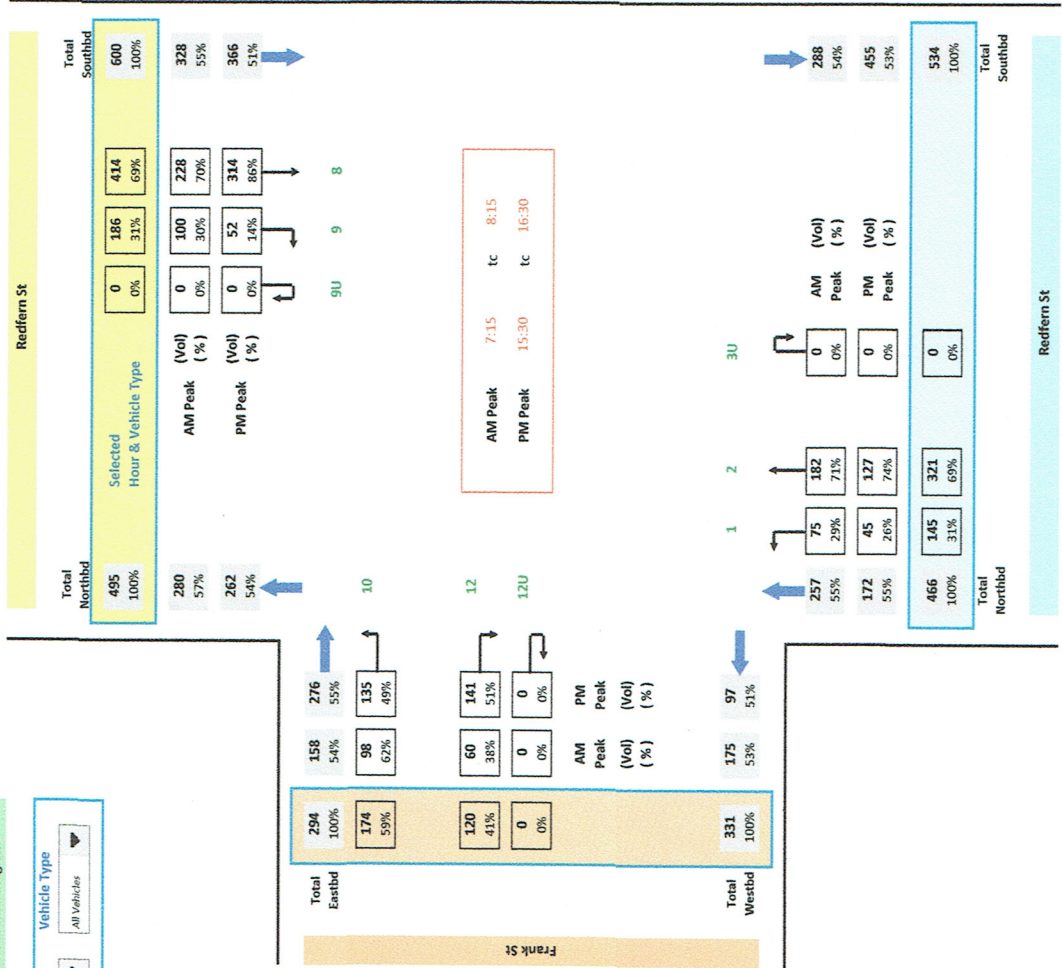 Redfern St
Total
Northbd
Total
Southbd
495
100%
Selected
Hour & Vehicle Type
0
0%
186
31%
414
69%
600
100%
280
57%
AM Peak
(Vol)
( % )
0
0%
100
30%
228
70%
328
55%
262
54%
PM Peak
(Vol)
( % )
0
0%
52
14%
314
86%
366
51%
9U
9
8
Vehicle Type
All Vehicles
Total
Eastbd
294
100%
158
54%
276
55%
174
59%
98
62%
135
49%
10
120
41%
60
38%
141
51%
12
0
0%
0
0%
0
0%
12U
AM
Peak
(Vol)
( % )
PM
Peak
(Vol)
( % )
Total
Westbd
331
100%
175
53%
97
51%
Frank St
AM Peak 7:15 tc 8:15
PM Peak 15:30 tc 16:30
1
2
3U
257
55%
75
29%
182
71%
0
0%
AM
Peak
(Vol)
( % )
288
54%
172
55%
45
26%
127
74%
0
0%
PM
Peak
(Vol)
( % )
455
53%
466
100%
145
31%
321
69%
0
0%
534
100%
Total
Northbd
Total
Southbd
Redfern St